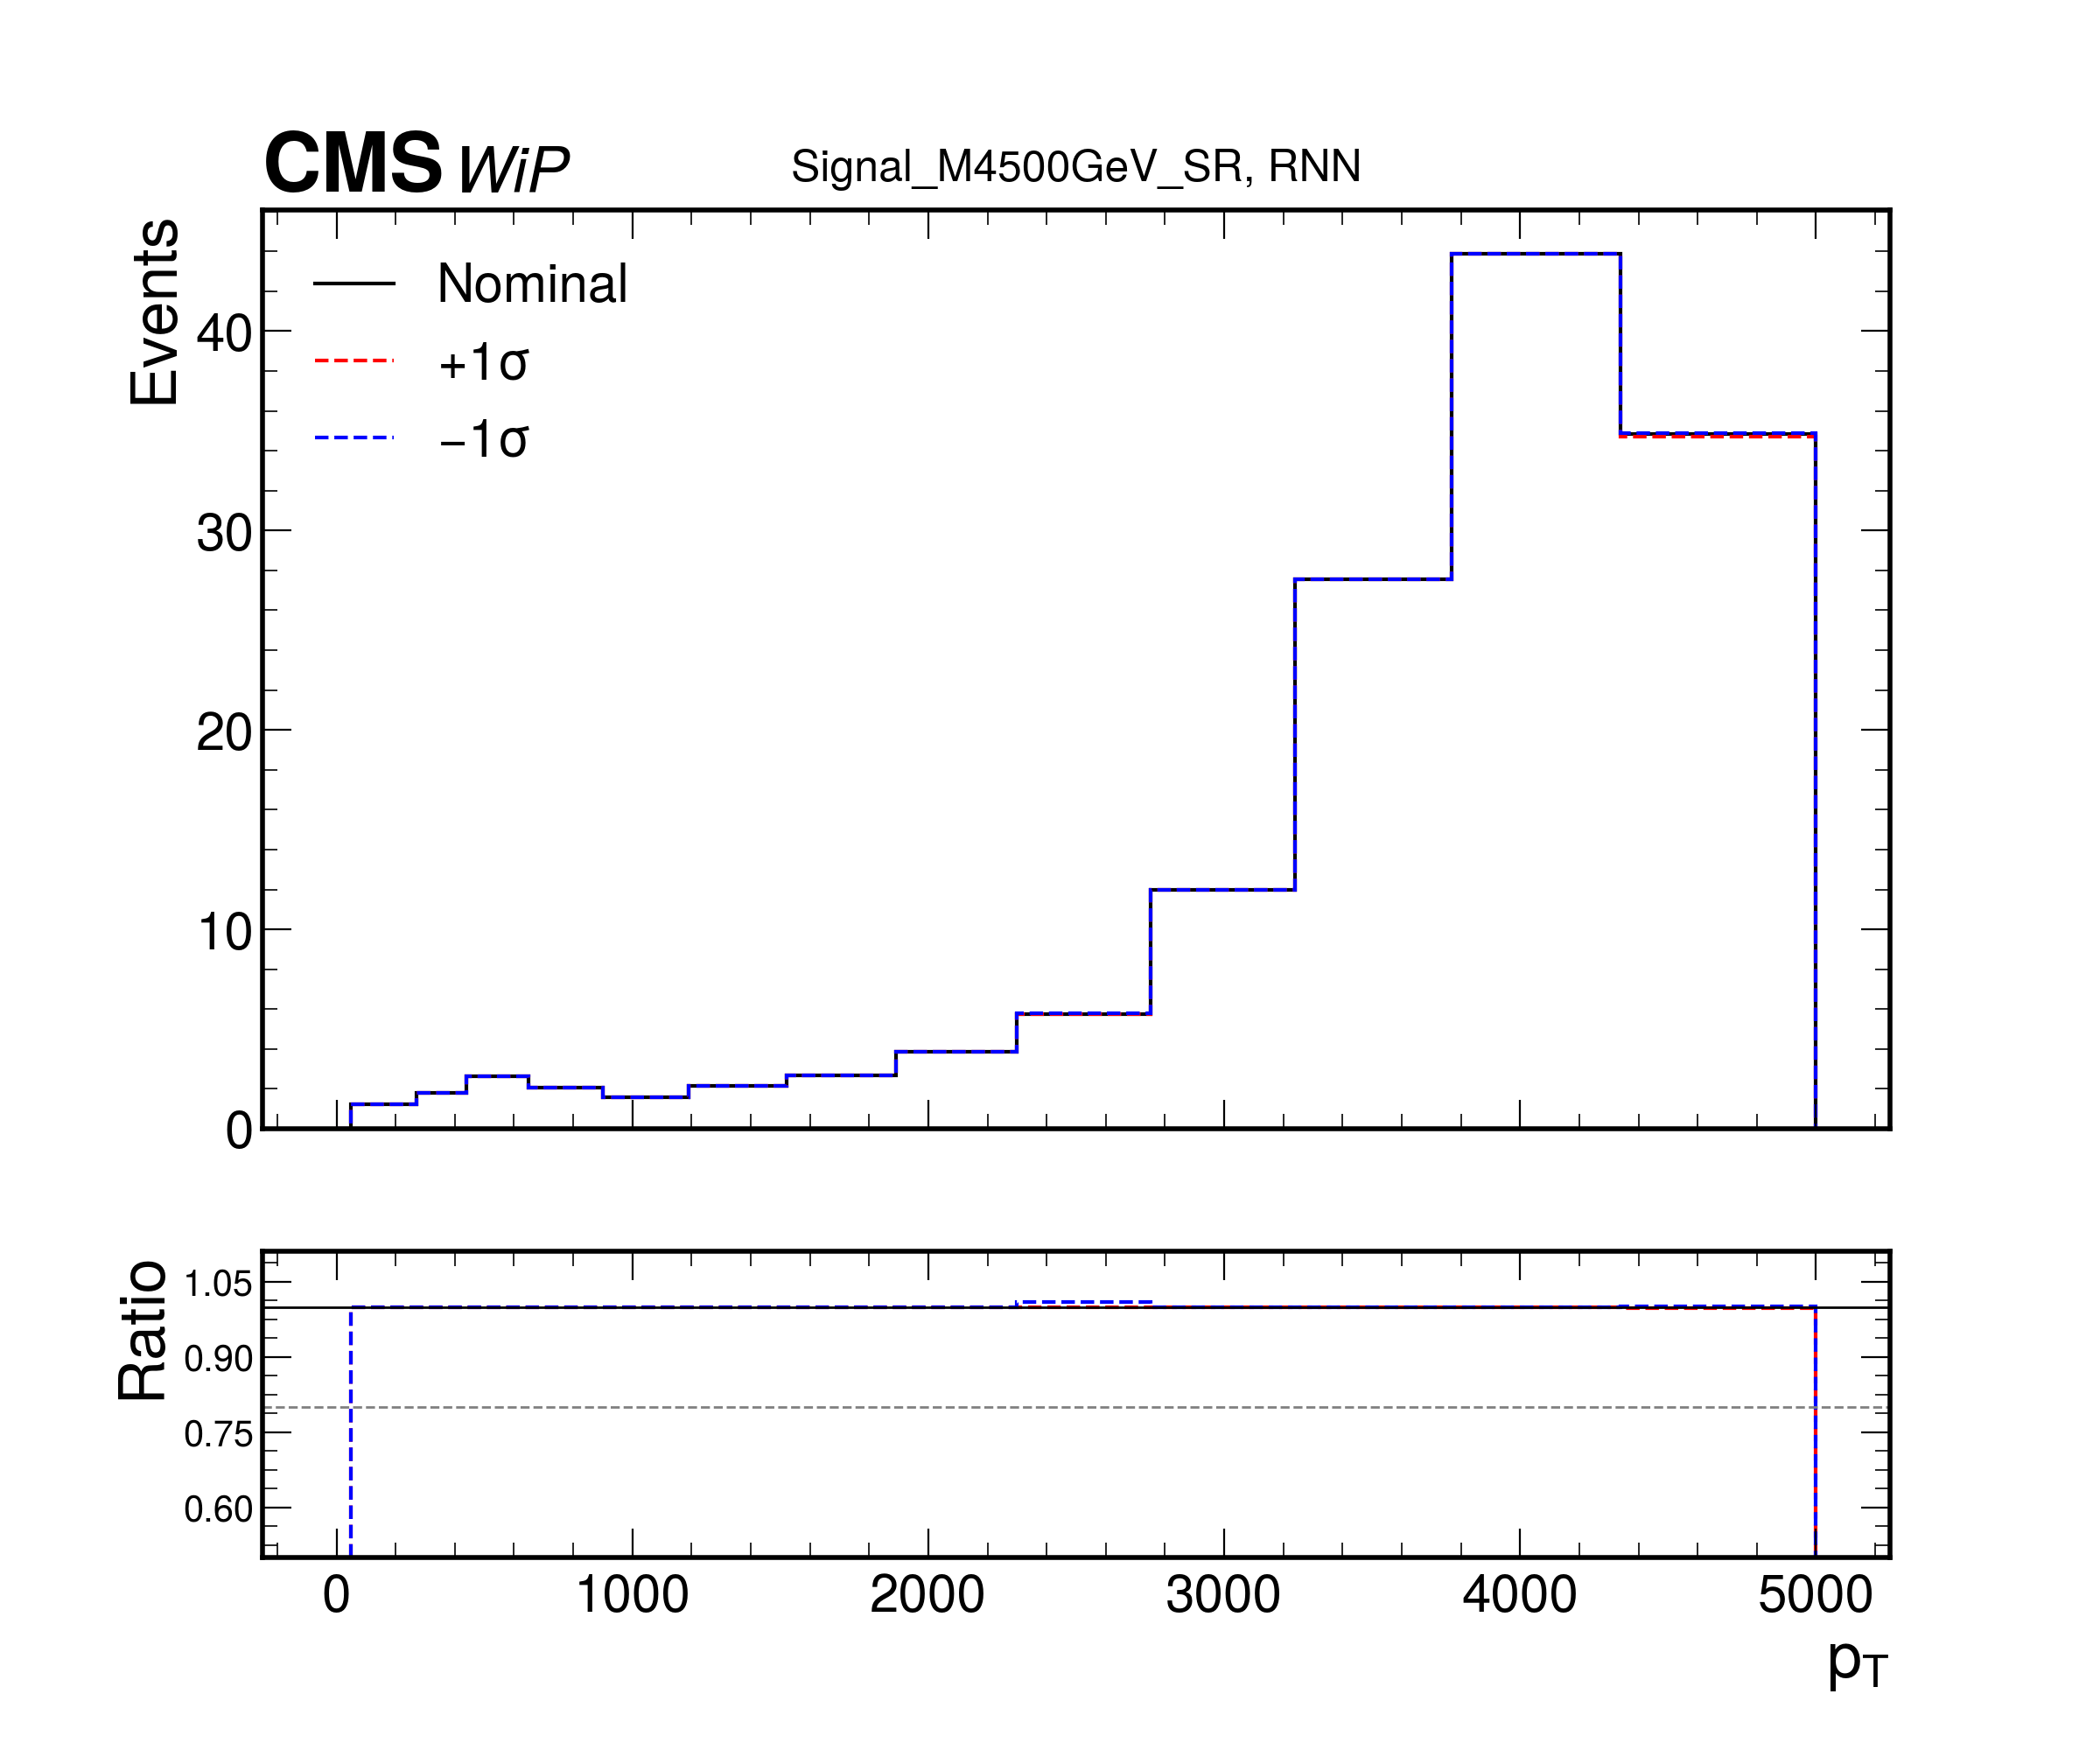 CMS WiP
Signal_M4500GeV_SR, RNN
Events
40
30
20
10
0
Nominal
+1σ
−1σ
Ratio
1.05
0.90
0.75
0.60
0 1000 2000 3000 4000 5000
pT